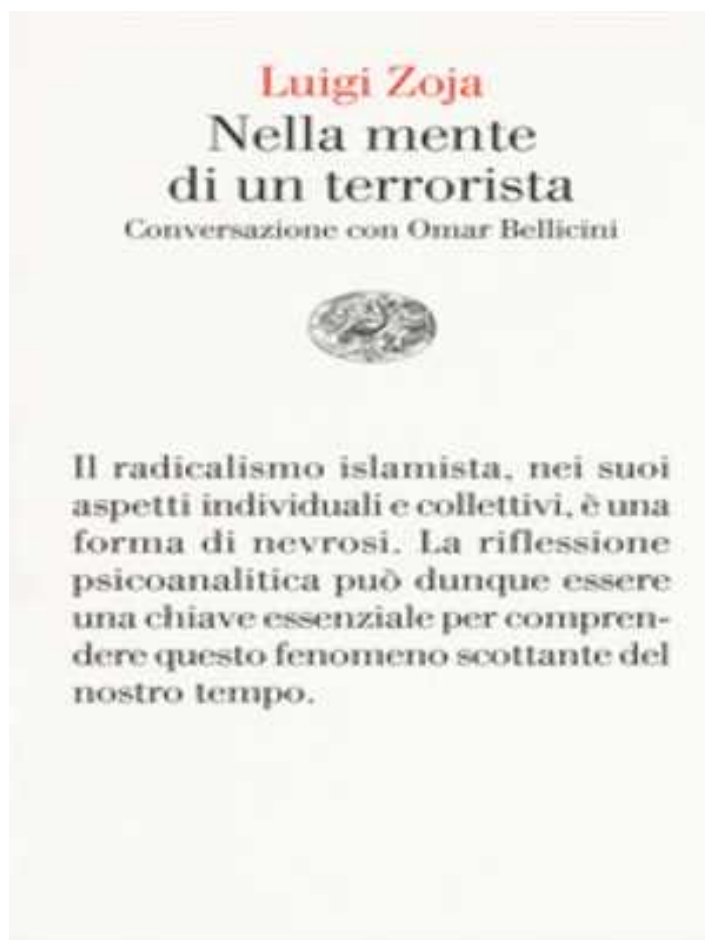 Luigi Zoja
Nella mente
di un terrorista
Conversazione con Omar Bellicini
Il radicalismo islamista, nei suoi
aspetti individuali e collettivi, è una
forma di nevrosi. La riflessione
psicoanalitica può dunque essere
una chiave essenziale per compren-
dere questo fenomeno scottante del
nostro tempo.